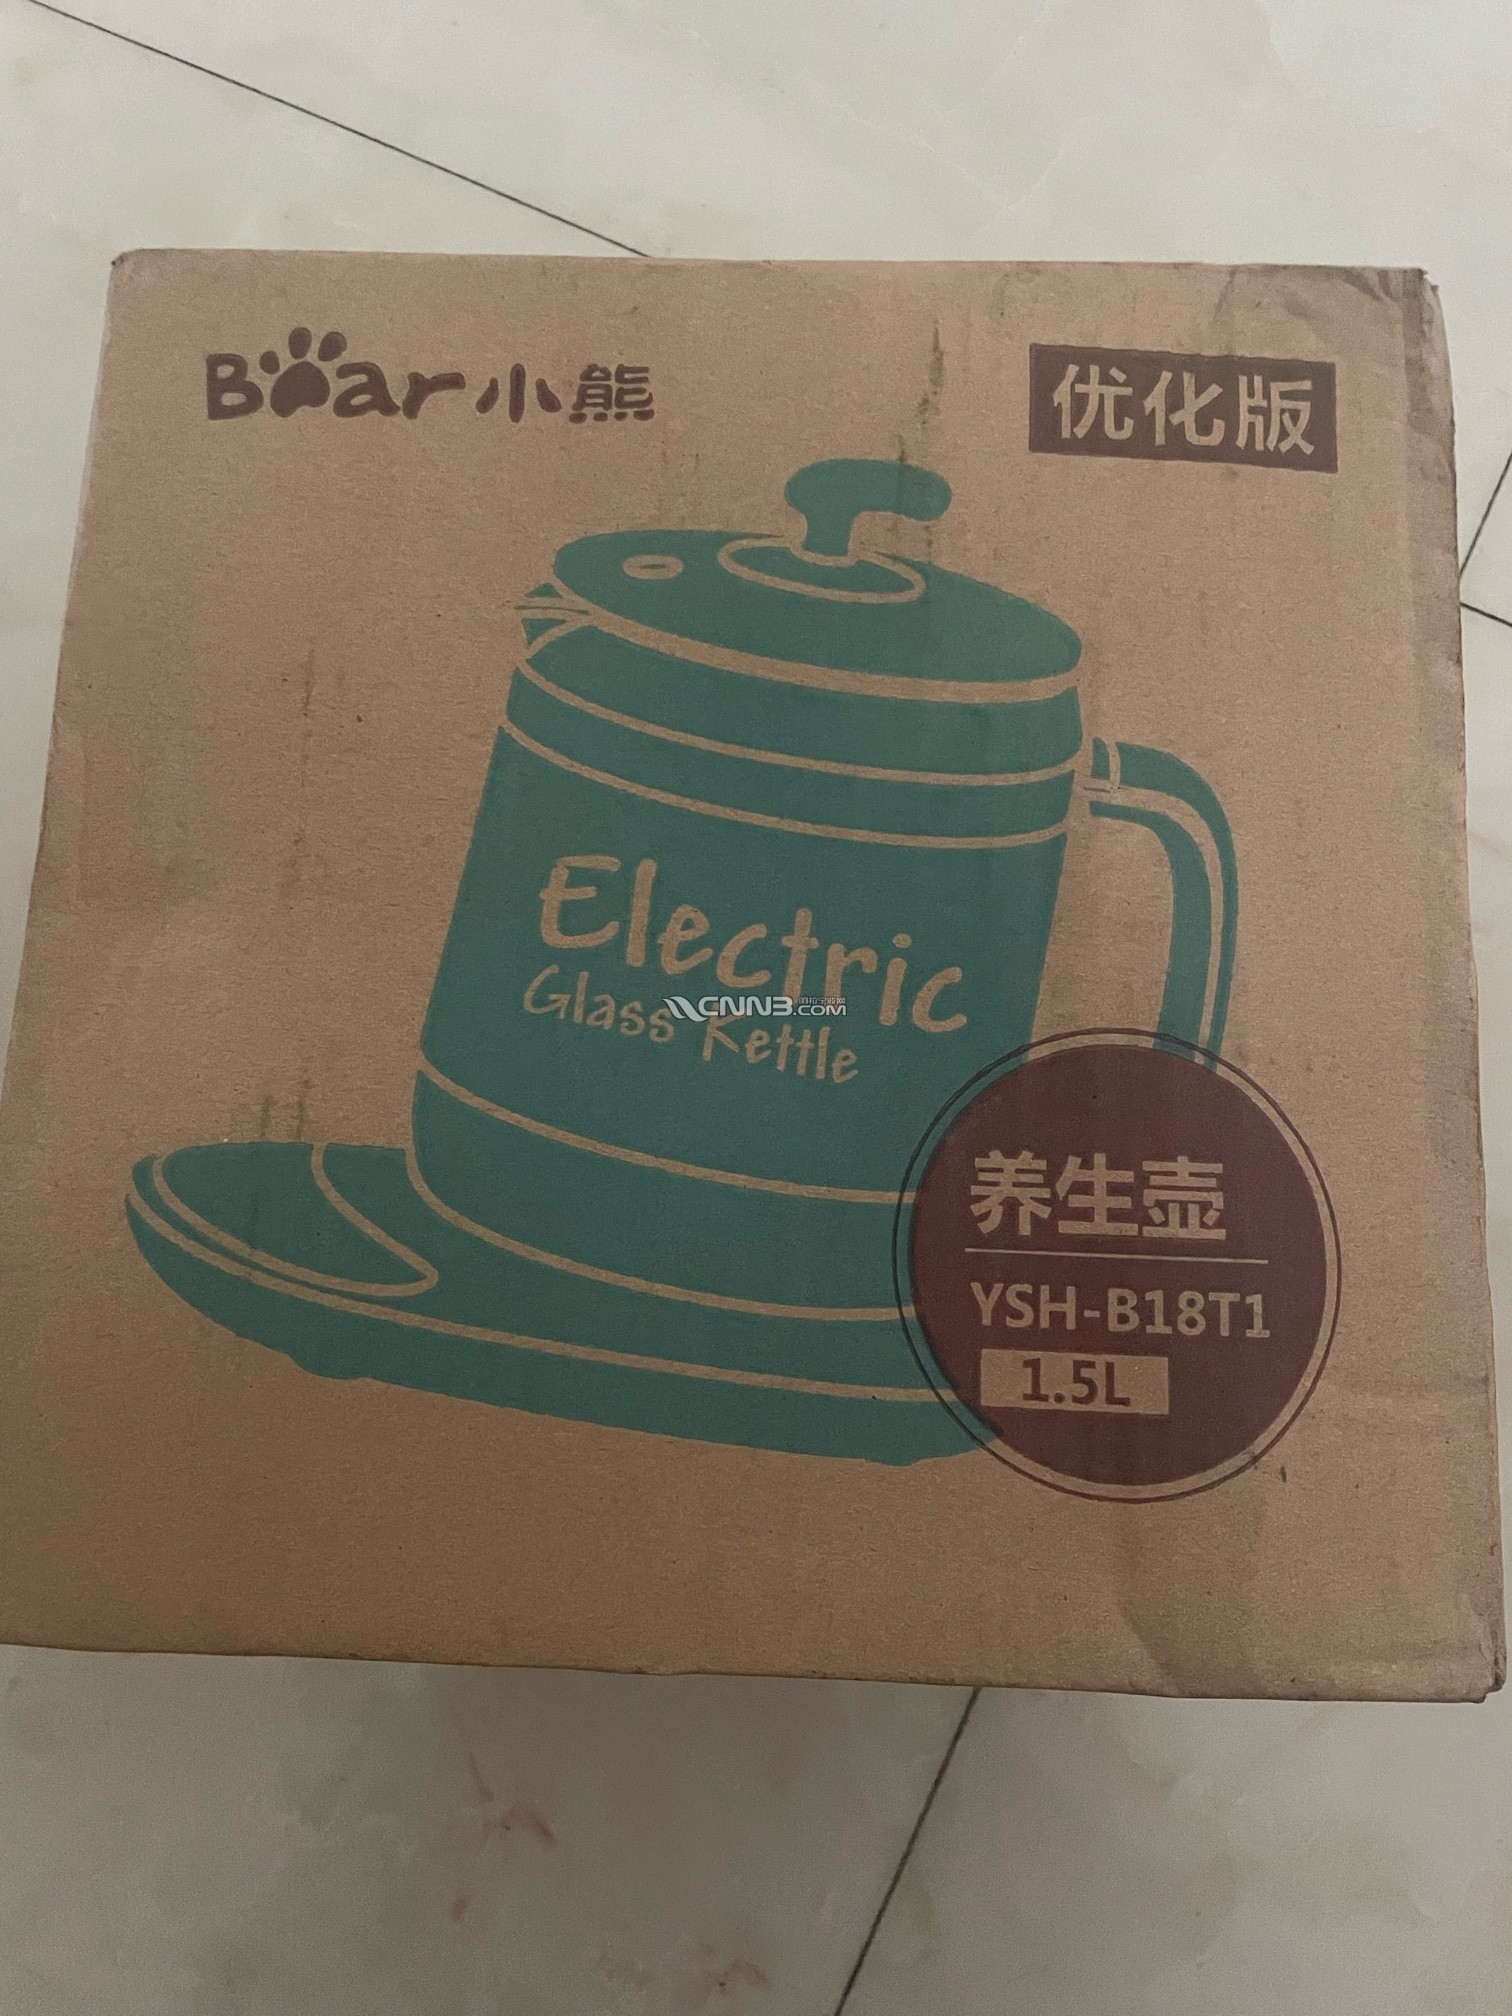 Bear小熊
优化版
Electric
Glass Kettle
CNN3.COM
养生壶
YSH-B18T1
1.5L